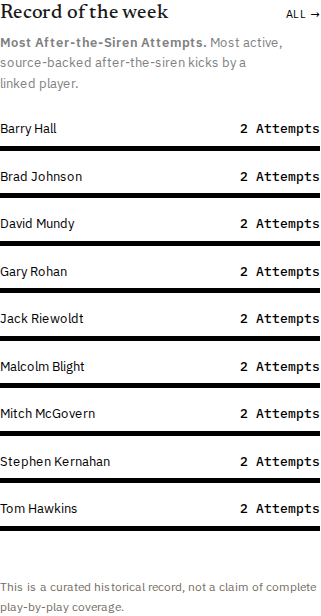 Record of the week
ALL →
Most After-the-Siren Attempts. Most active,
source-backed after-the-siren kicks by a
linked player.
Barry Hall 2 Attempts
Brad Johnson 2 Attempts
David Mundy 2 Attempts
Gary Rohan 2 Attempts
Jack Riewoldt 2 Attempts
Malcolm Blight 2 Attempts
Mitch McGovern 2 Attempts
Stephen Kernahan 2 Attempts
Tom Hawkins 2 Attempts
This is a curated historical record, not a claim of complete
play-by-play coverage.